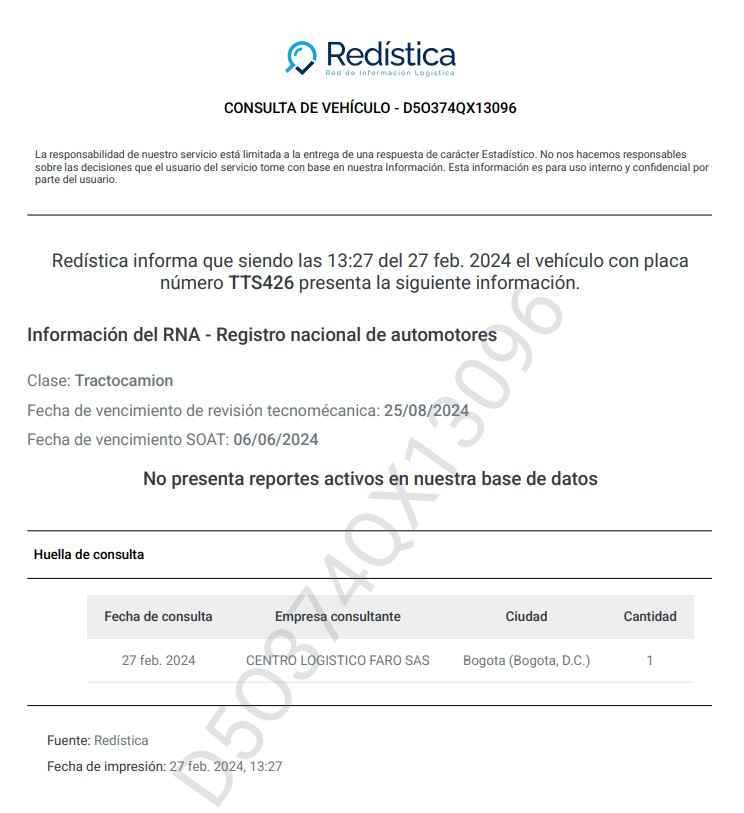 Redística
Red de Información Logística
CONSULTA DE VEHÍCULO - D5O374QX13096
La responsabilidad de nuestro servicio está limitada a la entrega de una respuesta de carácter Estadístico. No nos hacemos responsables
sobre las decisiones que el usuario del servicio tome con base en nuestra Información. Esta información es para uso interno y confidencial por
parte del usuario.
Redística informa que siendo las 13:27 del 27 feb. 2024 el vehículo con placa
número TTS426 presenta la siguiente información.
Información del RNA - Registro nacional de automotores
Clase: Tractocamion
Fecha de vencimiento de revisión tecnomécanica: 25/08/2024
Fecha de vencimiento SOAT: 06/06/2024
No presenta reportes activos en nuestra base de datos
Huella de consulta
Fecha de consulta Empresa consultante Ciudad Cantidad
27 feb. 2024 CENTRO LOGISTICO FARO SAS Bogota (Bogota, D.C.) 1
Fuente: Redística
Fecha de impresión: 27 feb. 2024, 13:27
D5O374QX13096